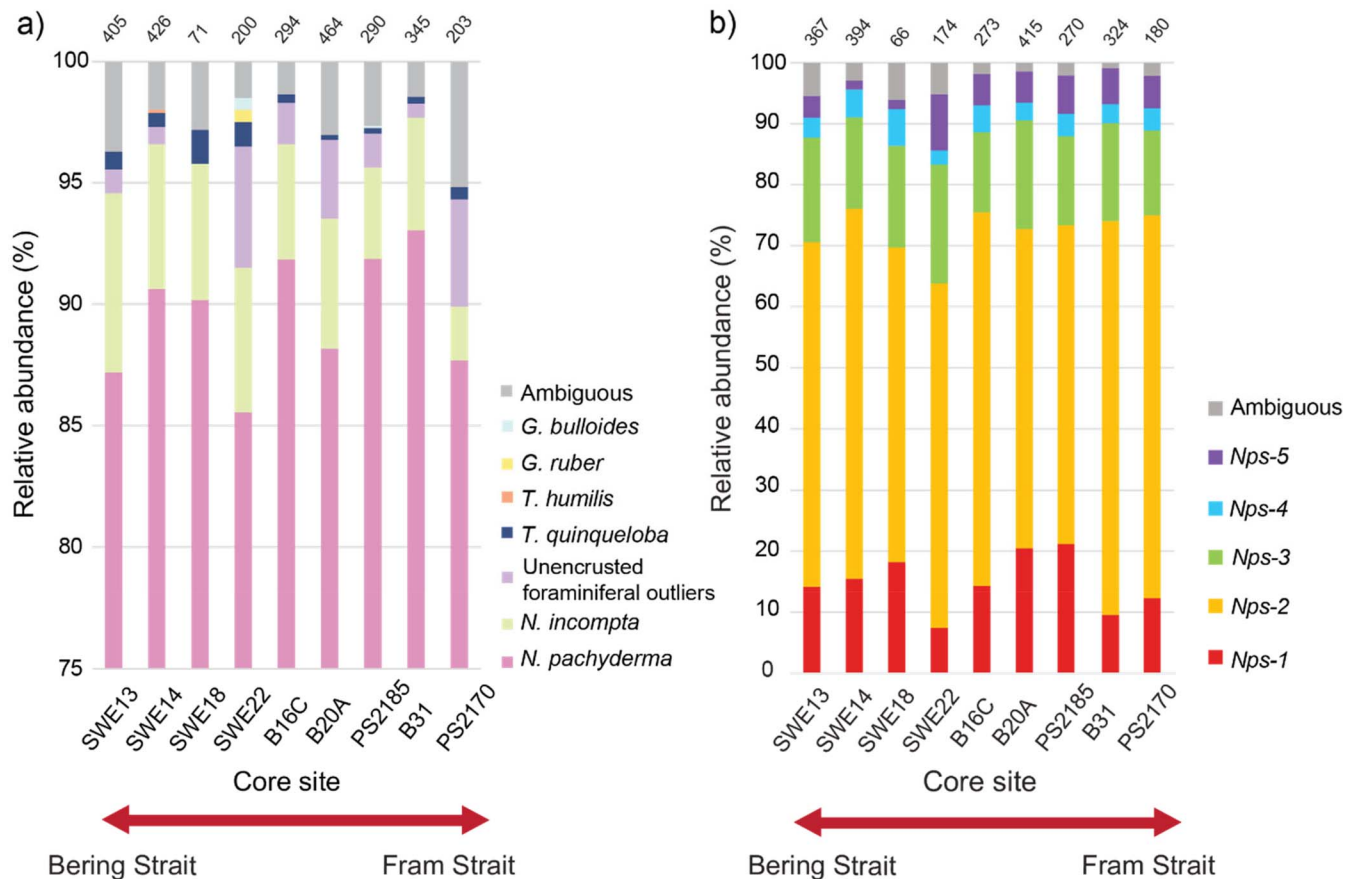 a)
405 426 71 200 294 464 290 345 203
100
95
90
85
80
75
Relative abundance (%)
Ambiguous
G. bulloides
G. ruber
T. humilis
T. quinqueloba
Unencrusted
foraminiferal outliers
N. incompta
N. pachyderma
SWE13 SWE14 SWE18 SWE22 B16C B20A PS2185 B31 PS2170
Core site
Bering Strait Fram Strait
b)
367 394 66 174 273 415 270 324 180
100
90
80
70
60
50
40
30
20
10
0
Relative abundance (%)
Ambiguous
Nps-5
Nps-4
Nps-3
Nps-2
Nps-1
SWE13 SWE14 SWE18 SWE22 B16C B20A PS2185 B31 PS2170
Core site
Bering Strait Fram Strait